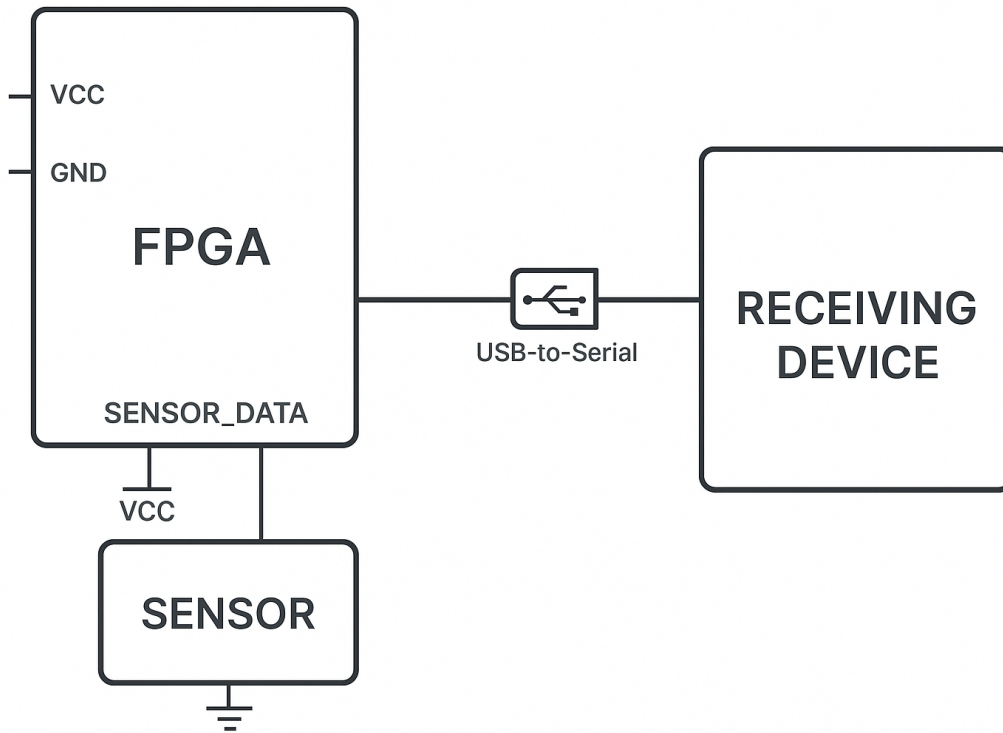 VCC
GND
FPGA
SENSOR_DATA
VCC
SENSOR
USB-to-Serial
RECEIVING
DEVICE